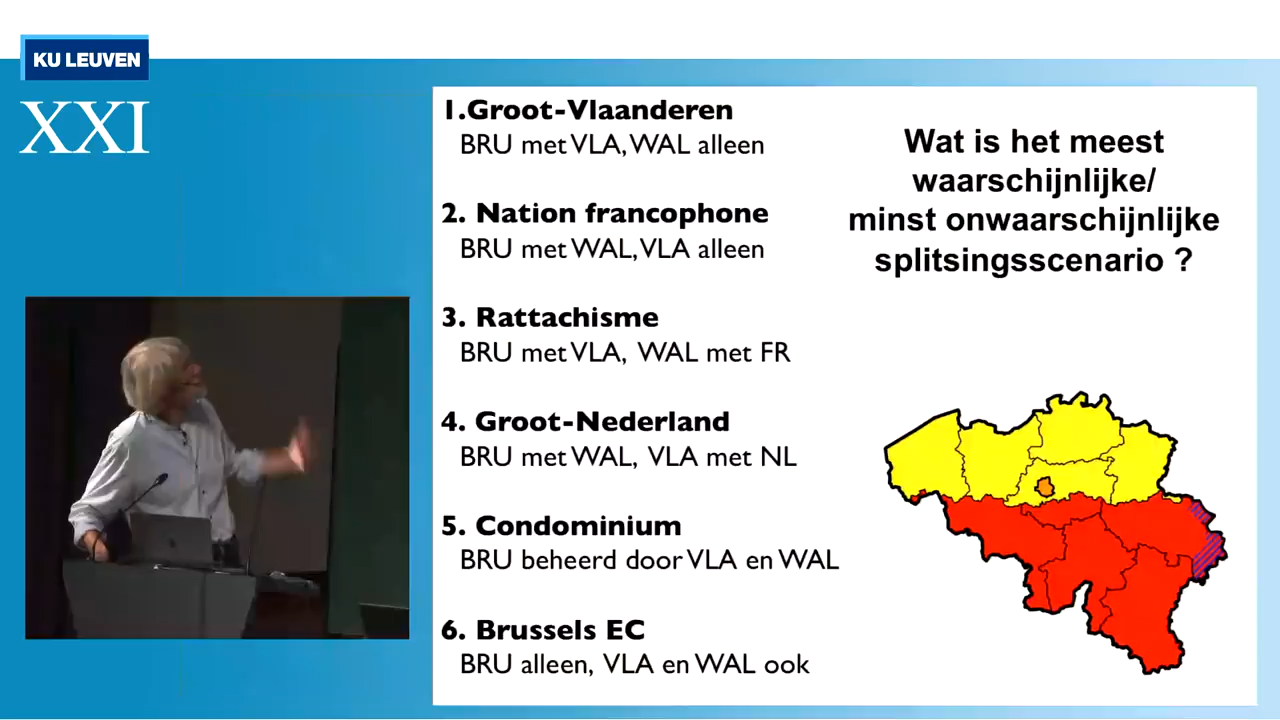 KU LEUVEN
XXI
1.Groot-Vlaanderen
BRU met VLA, WAL alleen
2. Nation francophone
BRU met WAL, VLA alleen
3. Rattachisme
BRU met VLA, WAL met FR
4. Groot-Nederland
BRU met WAL, VLA met NL
5. Condominium
BRU beheerd door VLA en WAL
6. Brussels EC
BRU alleen, VLA en WAL ook
Wat is het meest
waarschijnlijke/
minst onwaarschijnlijke
splitsingsscenario ?